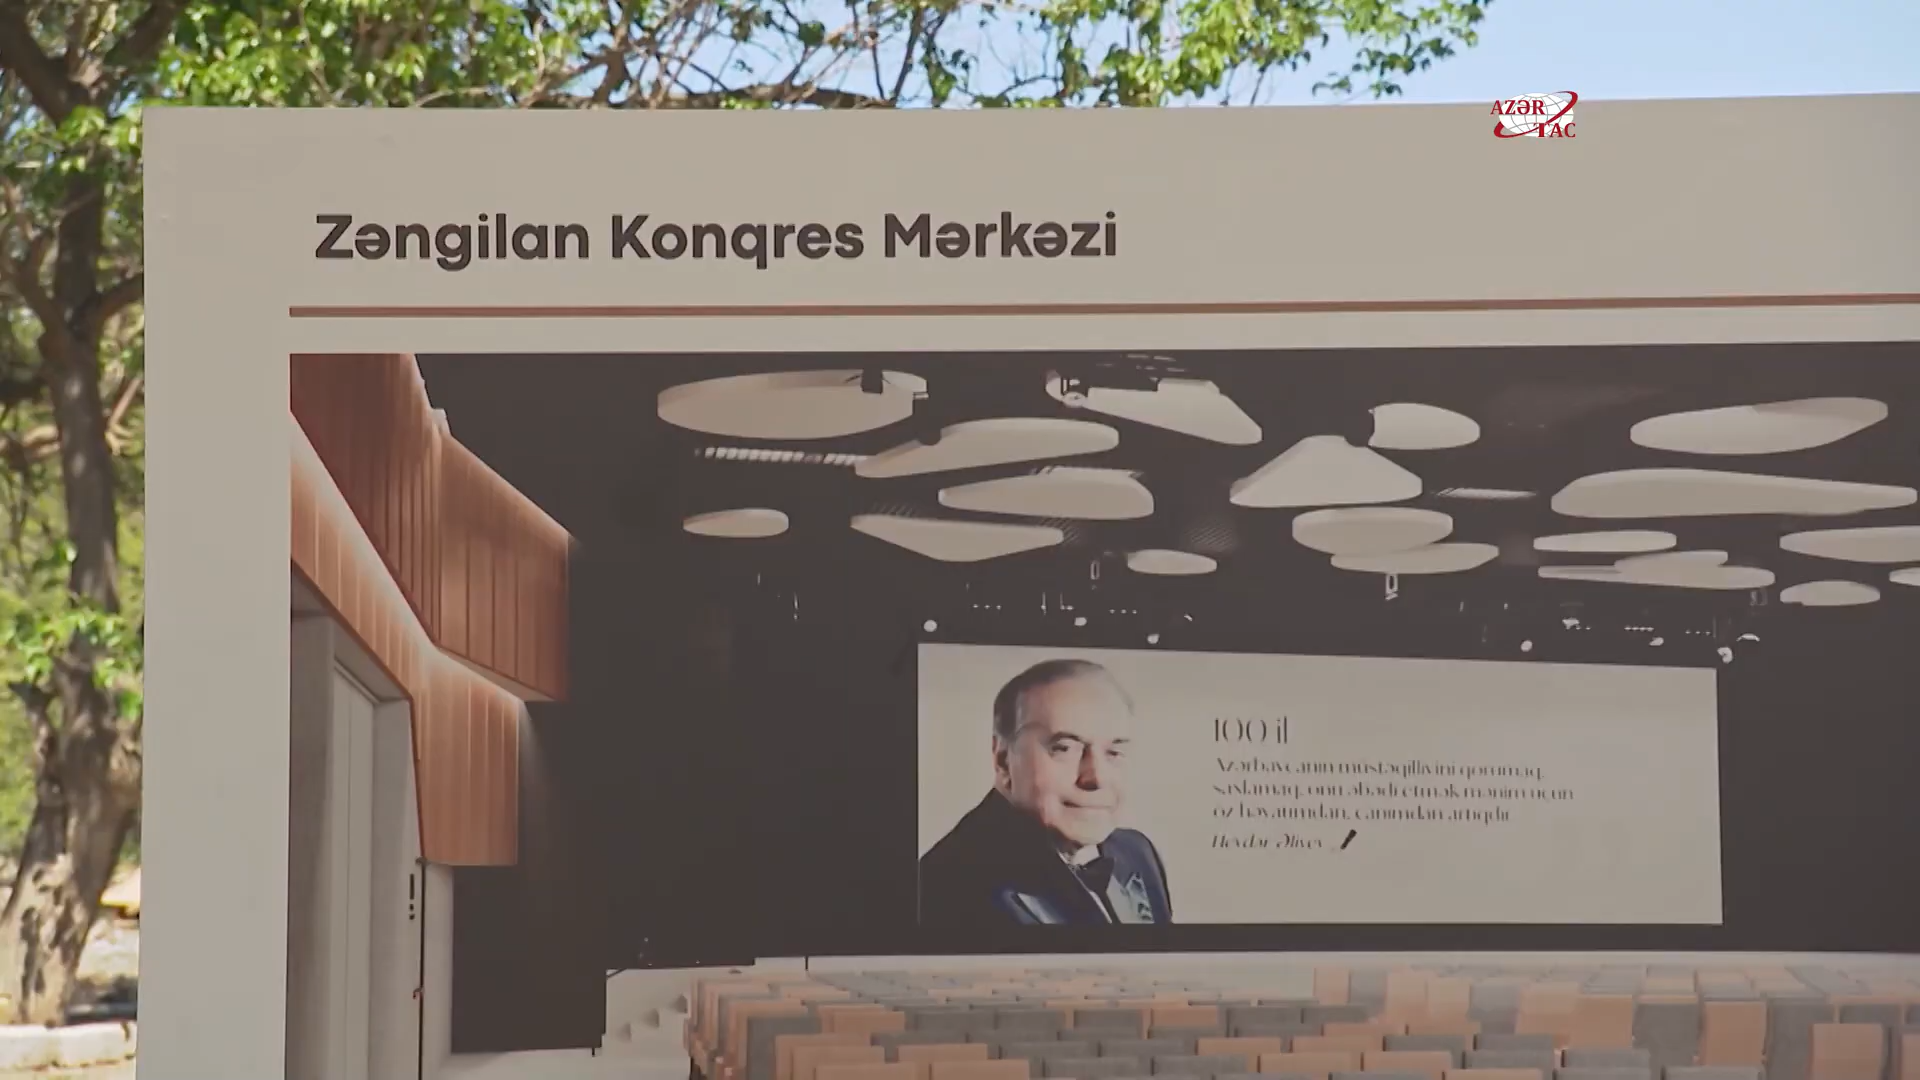 AZƏR
TAC
Zəngilan Konqres Mərkəzi
100 il
Azərbaycanın müstəqilliyini qorumaq,
saxlamaq, onu əbədi etmək mənim üçün
öz həyatımdan, canımdan artıqdır.
Heydər Əliyev